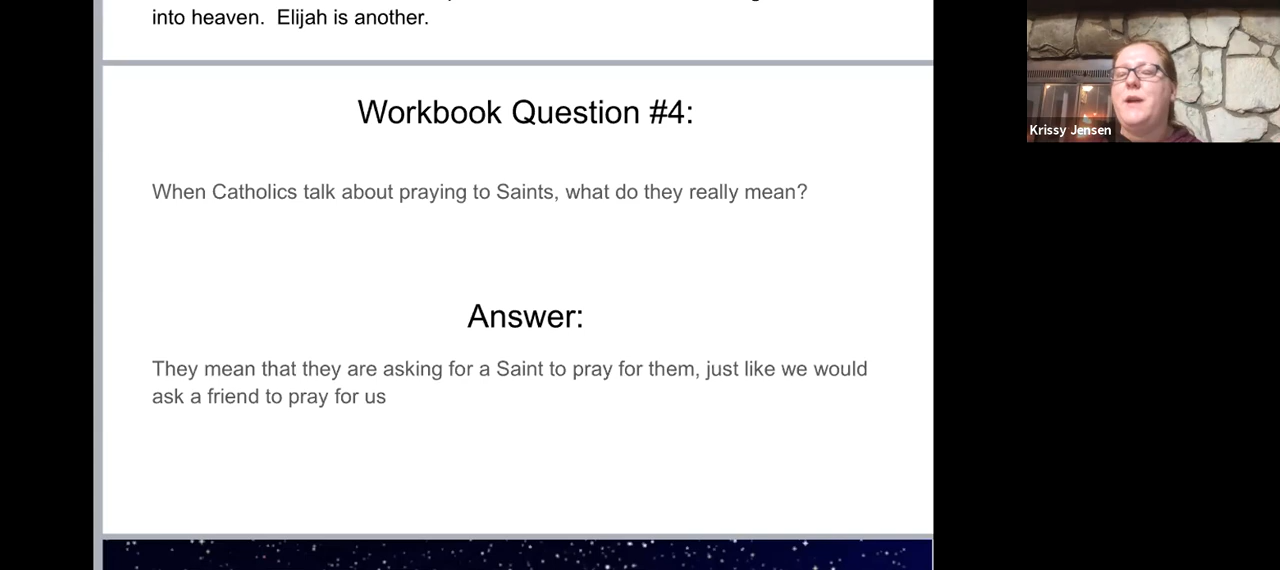 into heaven.  Elijah is another.
Workbook Question #4:
When Catholics talk about praying to Saints, what do they really mean?
Answer:
They mean that they are asking for a Saint to pray for them, just like we would
ask a friend to pray for us
Krissy Jensen